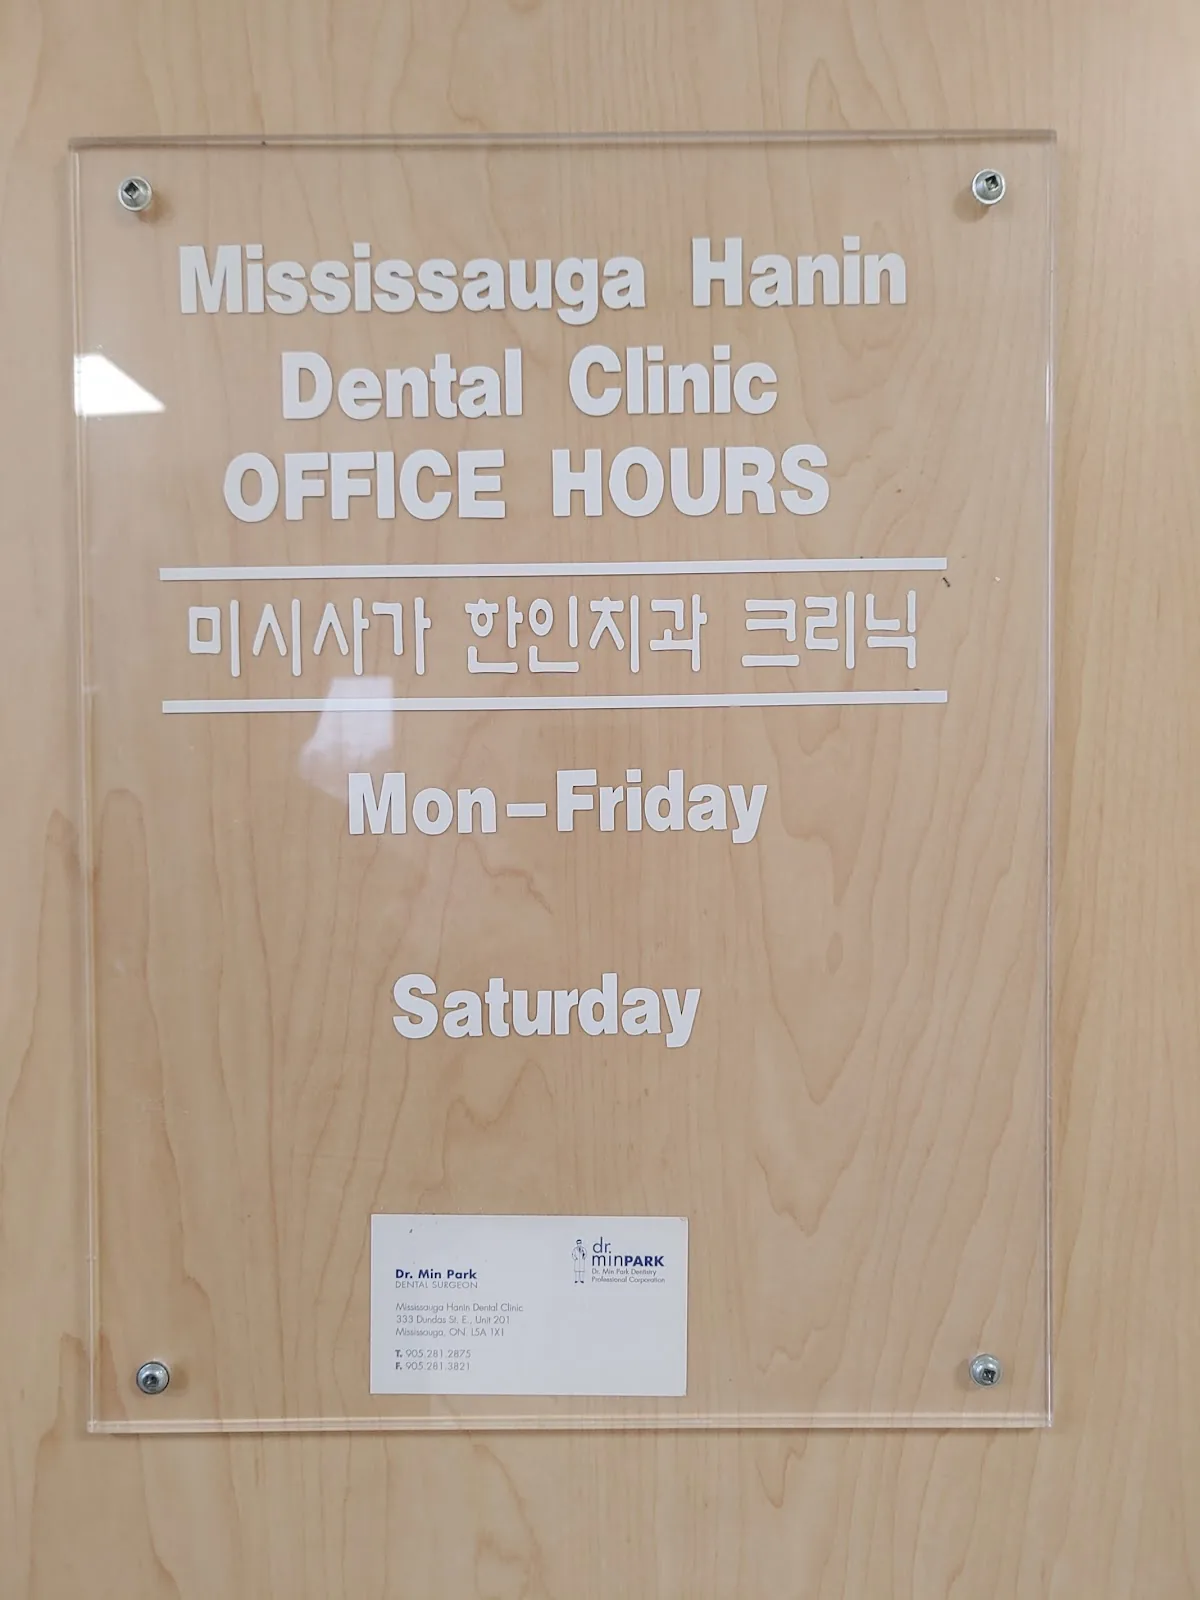 Mississauga Hanin
Dental Clinic
OFFICE HOURS
미시사가 한인치과 크리닉
Mon-Friday
Saturday
dr.
minPARK
Dr. Min Park Dentistry
Professional Corporation
Dr. Min Park
DENTAL SURGEON
Mississauga Hanin Dental Clinic
333 Dundas St. E., Unit 201
Mississauga, ON L5A 1X1
T. 905.281.2875
F. 905.281.3821